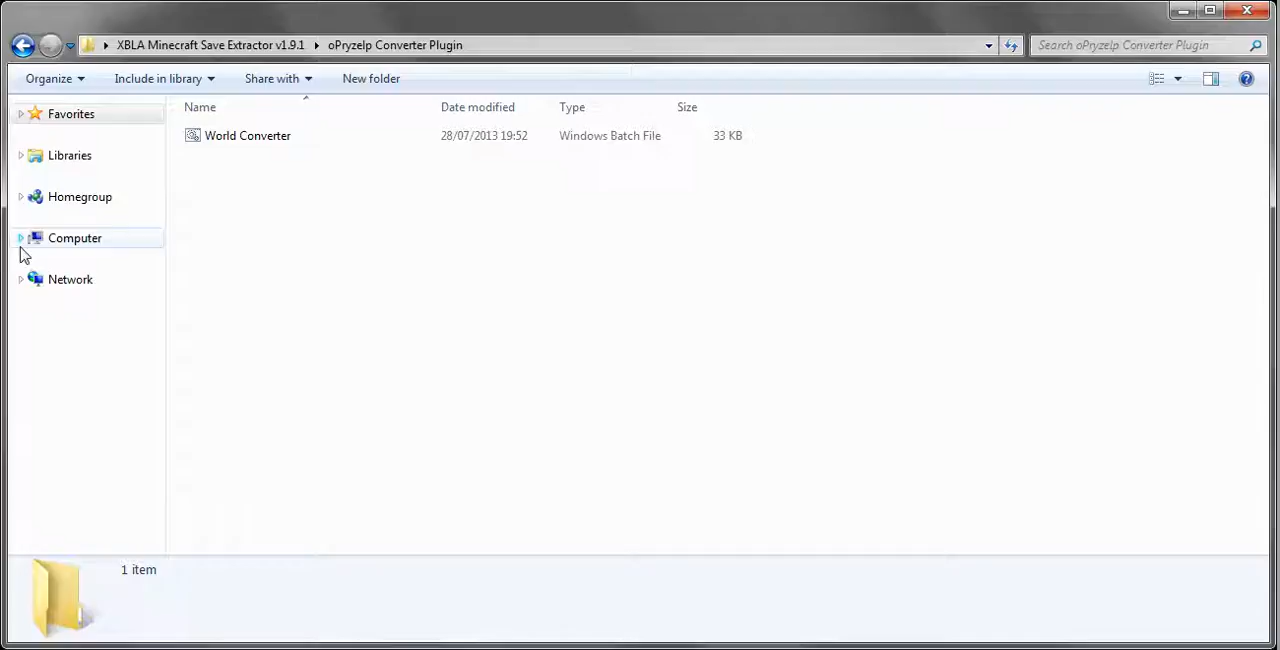 XBLA Minecraft Save Extractor v1.9.1 oPryzelp Converter Plugin Search oPryzelp Converter Plugin
Organize Include in library Share with New folder
Name Date modified Type Size
World Converter 28/07/2013 19:52 Windows Batch File 33 KB
Favorites
Libraries
Homegroup
Computer
Network
1 item